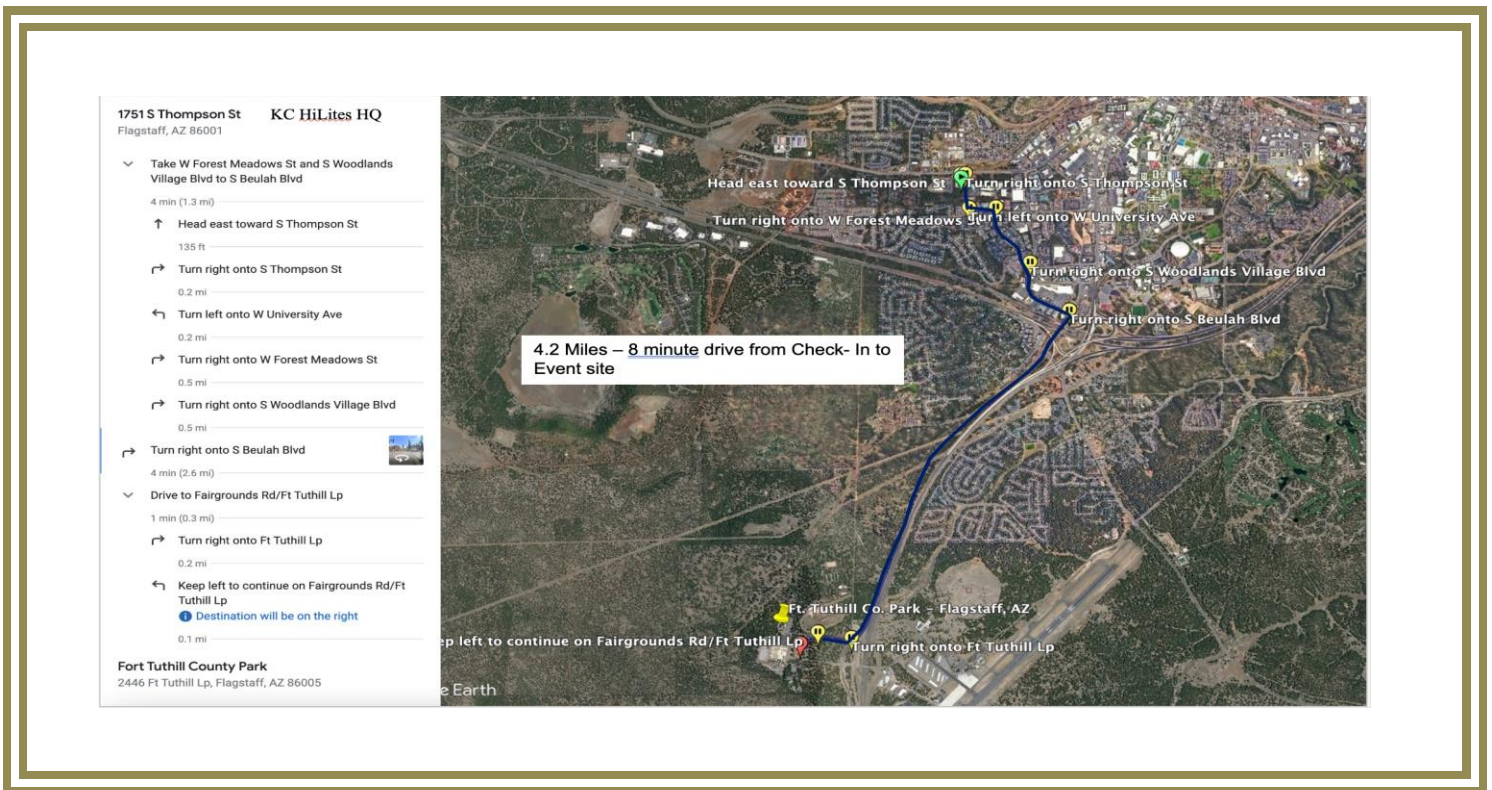 1751 S Thompson St KC HiLites HQ
Flagstaff, AZ 86001
Take W Forest Meadows St and S Woodlands
Village Blvd to S Beulah Blvd
4 min (1.3 mi)
Head east toward S Thompson St
135 ft
Turn right onto S Thompson St
0.2 mi
Turn left onto W University Ave
0.2 mi
Turn right onto W Forest Meadows St
0.5 mi
Turn right onto S Woodlands Village Blvd
0.5 mi
Turn right onto S Beulah Blvd
4 min (2.6 mi)
Drive to Fairgrounds Rd/Ft Tuthill Lp
1 min (0.3 mi)
Turn right onto Ft Tuthill Lp
0.2 mi
Keep left to continue on Fairgrounds Rd/Ft
Tuthill Lp
Destination will be on the right
0.1 mi
Fort Tuthill County Park
2446 Ft Tuthill Lp, Flagstaff, AZ 86005
Head east toward S Thompson St
Turn right onto S Thompson St
Turn right onto W Forest Meadows St
Turn left onto W University Ave
Turn right onto S Woodlands Village Blvd
Turn right onto S Beulah Blvd
4.2 Miles – 8 minute drive from Check- In to
Event site
Ft. Tuthill Co. Park – Flagstaff, AZ
ep left to continue on Fairgrounds Rd/Ft Tuthill Lp
Turn right onto Ft Tuthill Lp
e Earth